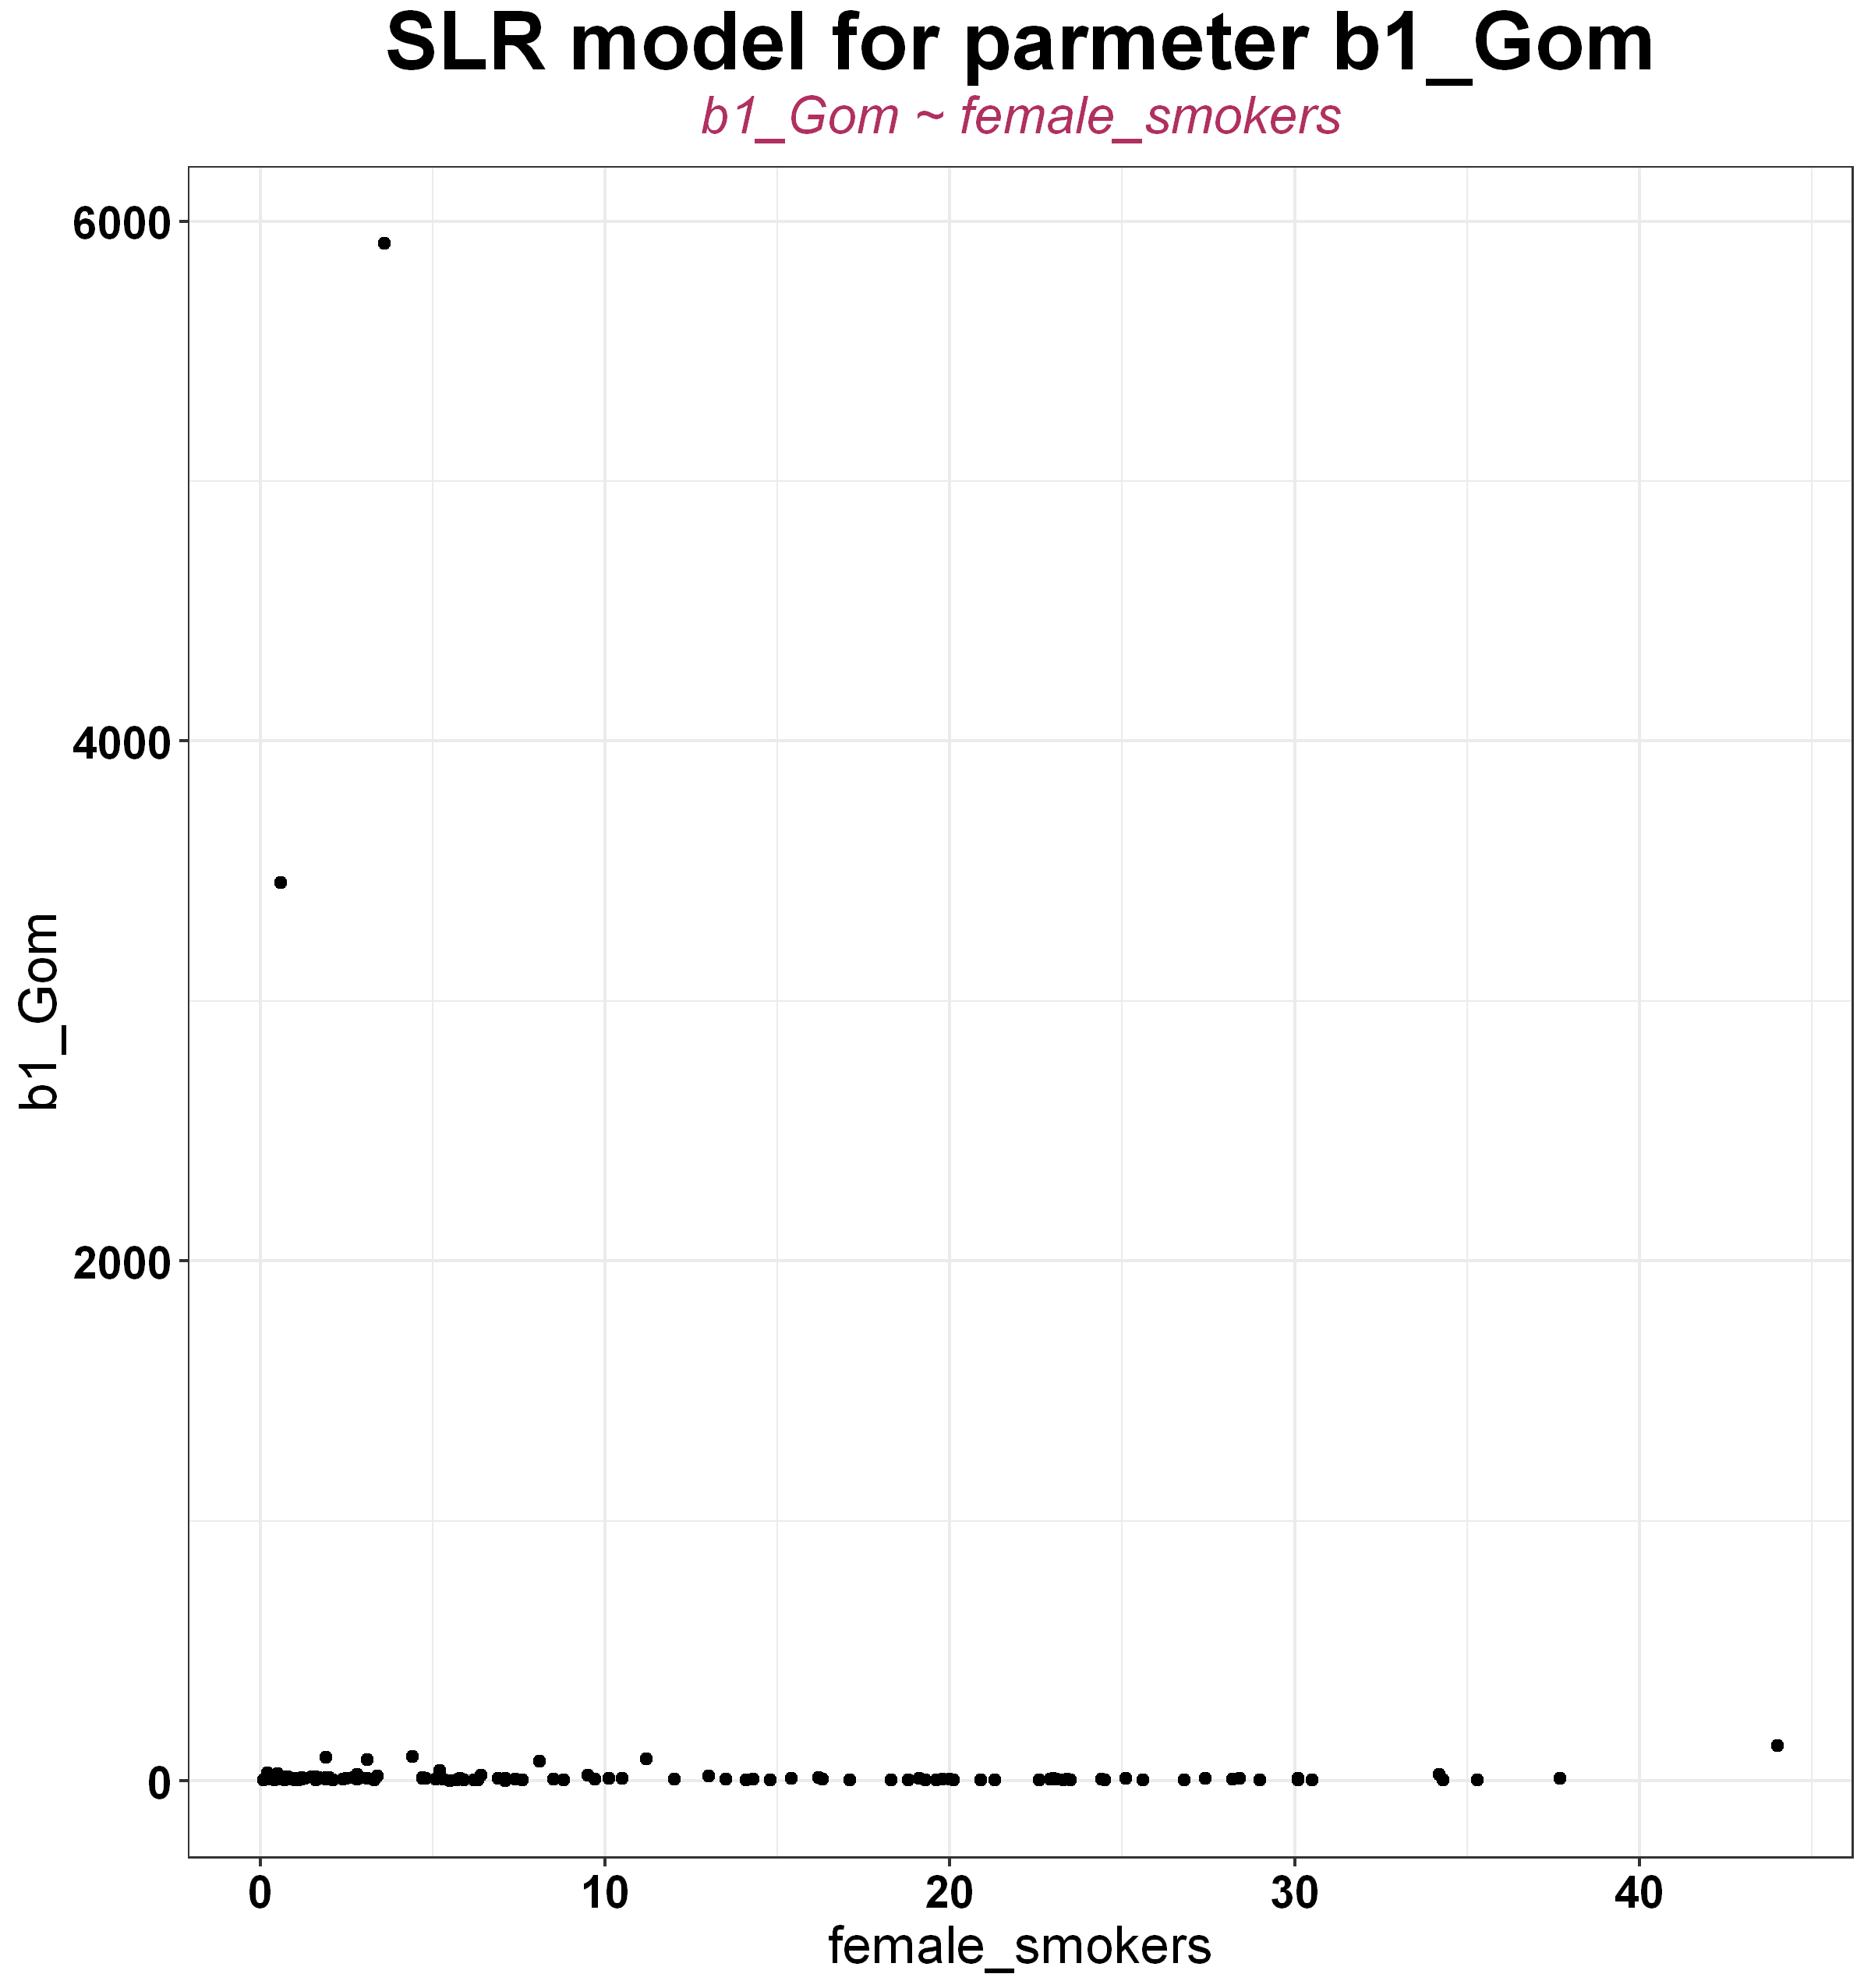 SLR model for parmeter b1_Gom
b1_Gom ~ female_smokers
6000
4000
2000
0
b1_Gom
0 10 20 30 40
female_smokers